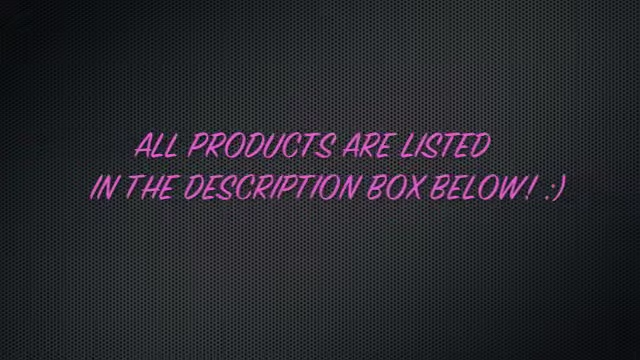 ALL PRODUCTS ARE LISTED
IN THE DESCRIPTION BOX BELOW! :)